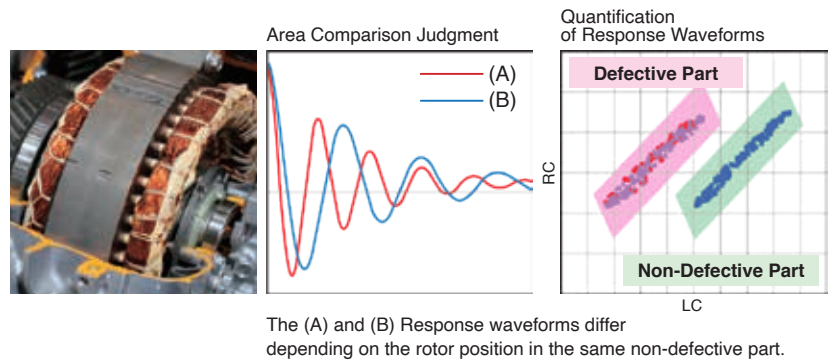 Area Comparison Judgment
(A)
(B)
Quantification
of Response Waveforms
Defective Part
RC
Non-Defective Part
LC
The (A) and (B) Response waveforms differ
depending on the rotor position in the same non-defective part.